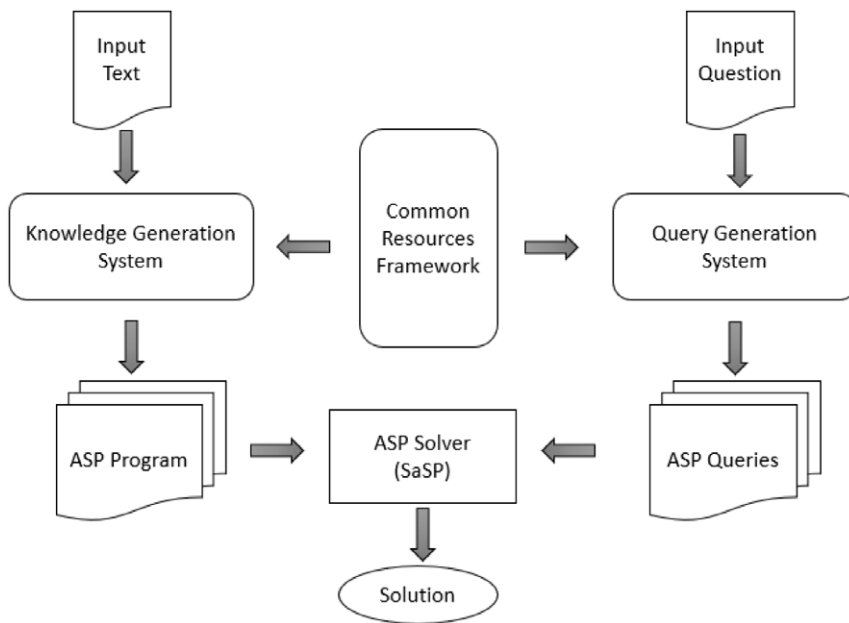 Input
Text
Input
Question
Knowledge Generation
System
Common
Resources
Framework
Query Generation
System
ASP Program
ASP Solver
(SaSP)
ASP Queries
Solution